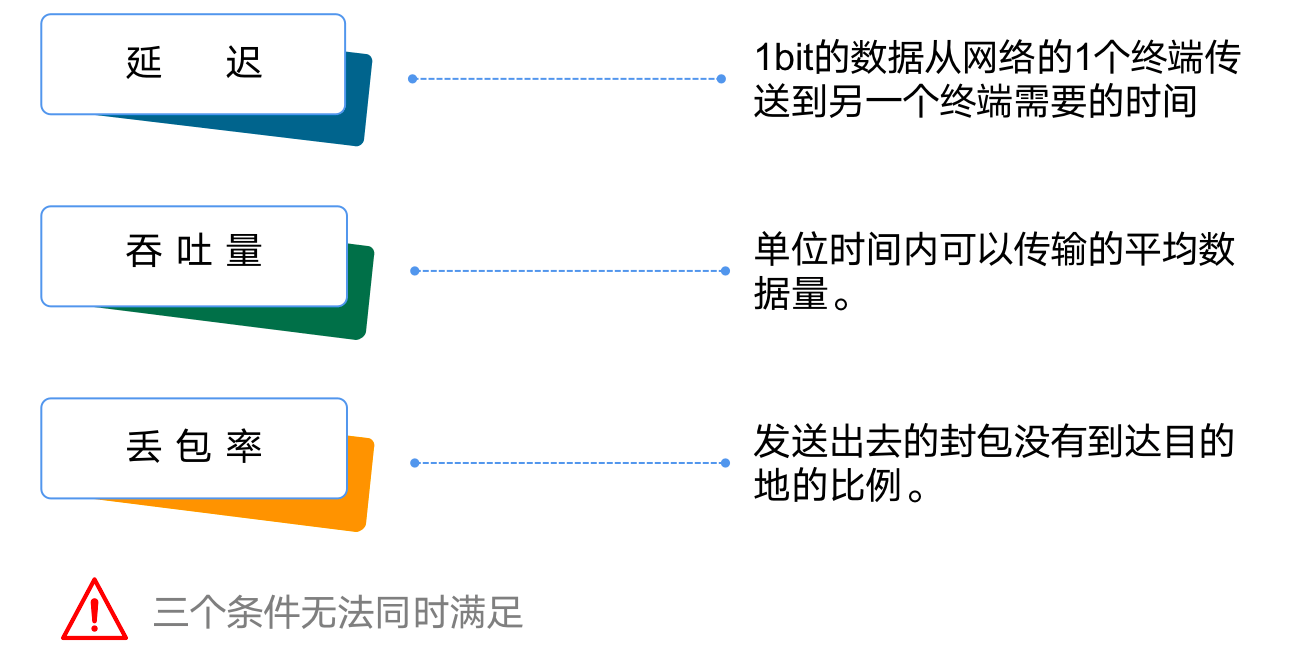 延 迟
1bit的数据从网络的1个终端传
送到另一个终端需要的时间
吞吐量
单位时间内可以传输的平均数
据量。
丢包率
发送出去的封包没有到达目的
地的比例。
三个条件无法同时满足